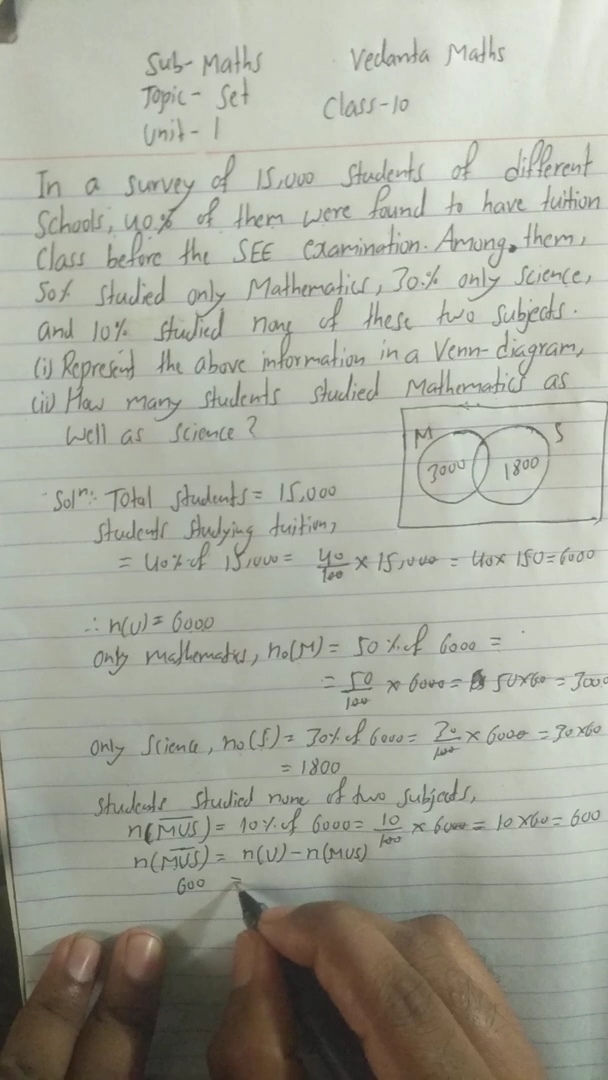 Sub- Maths Vedanta Maths
Topic- Set Class-10
Unit- 1
In a survey of 15,000 students of different
Schools, 40% of them were found to have tuition
Class before the SEE examination. Among, them,
50% studied only Mathematics, 30% only science,
and 10% studied none of these two subjects.
(i) Represent the above information in a Venn-diagram,
(ii) How many students studied Mathematics as
well as science?
M S
3000 1800
Solⁿ: Total students = 15,000
students studying tuition,
= 40% of 15,000 = 40/100 × 15,000 = 40 × 150 = 6000
∴ n(U) = 6000
Only mathematics, n₀(M) = 50% of 6000 =
= 50/100 × 6000 = 50×60 = 3000
Only science, n₀(S) = 30% of 6000 = 30/100 × 6000 = 30×60
= 1800
students studied none of two subjects,
n(M̅U̅S̅) = 10% of 6000 = 10/100 × 6000 = 10×60 = 600
n(M̅U̅S̅) = n(U) - n(MUS)
600 =